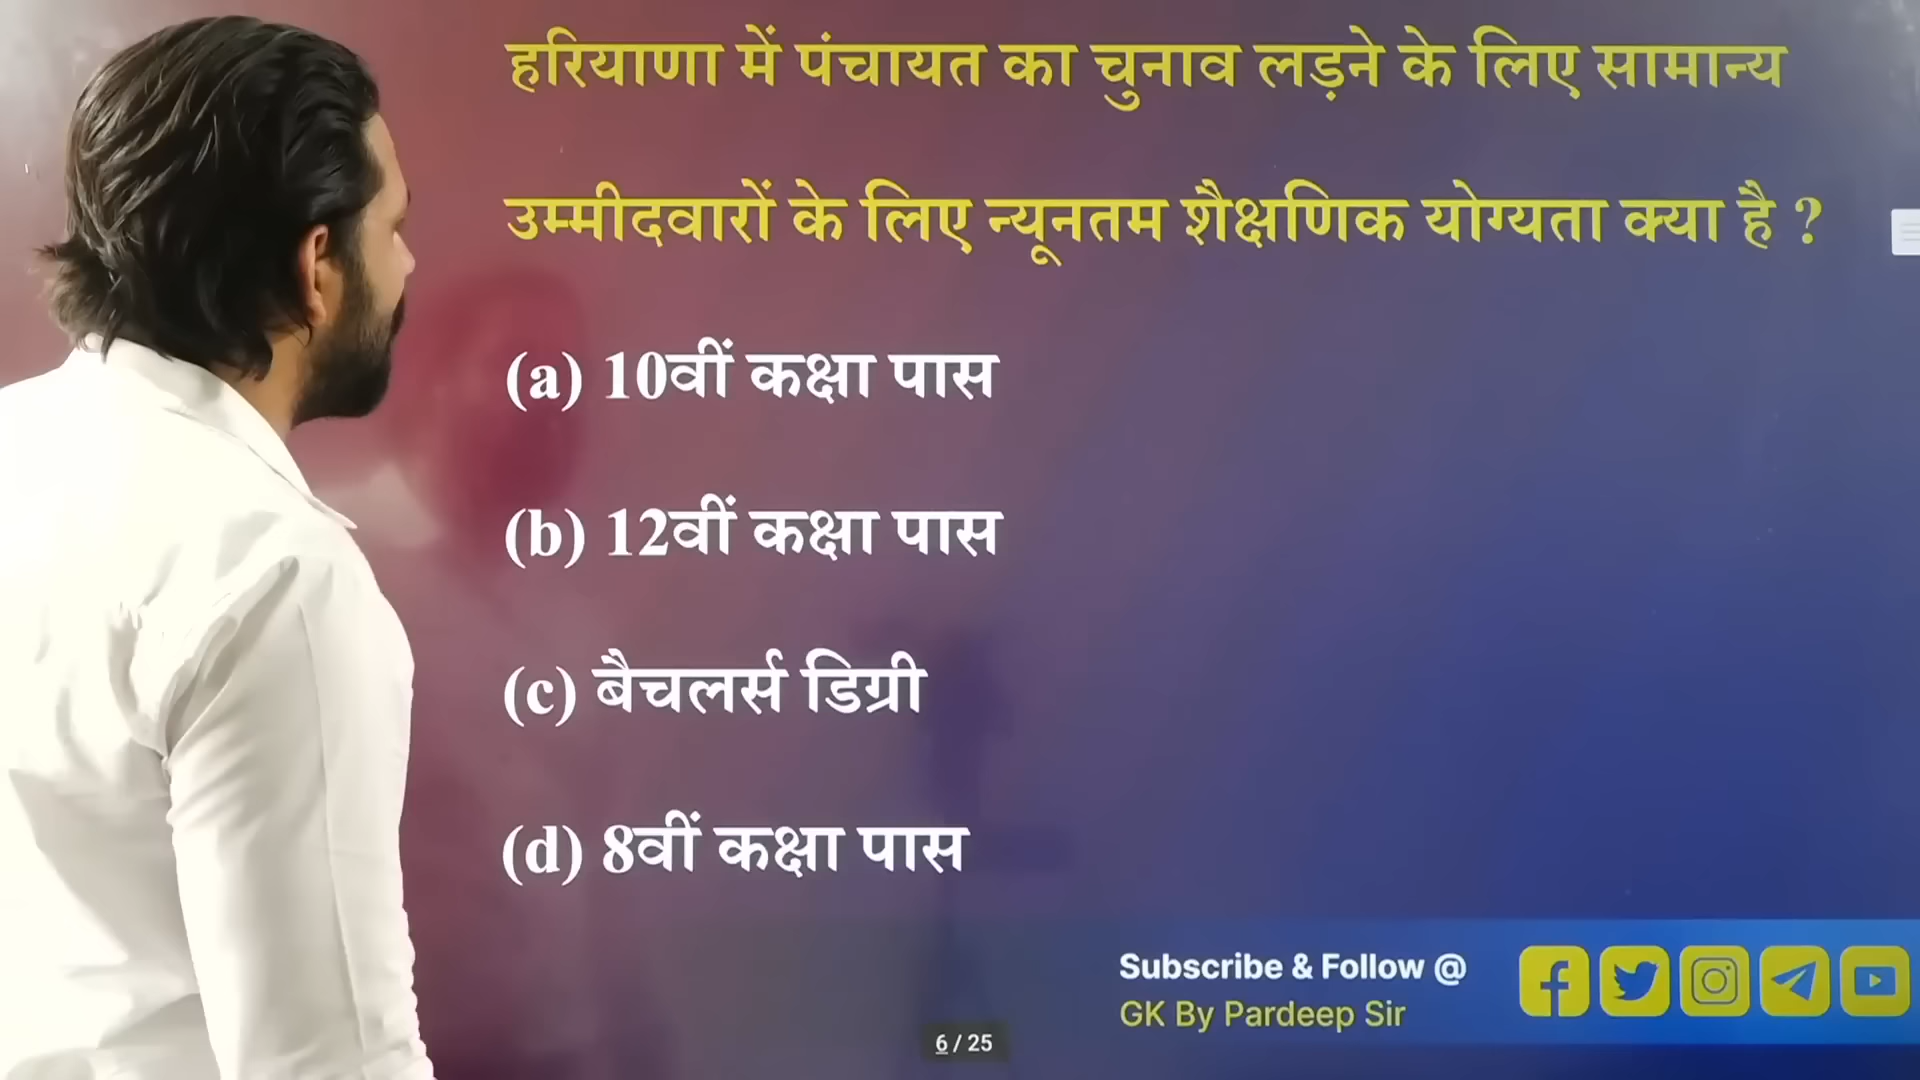 हरियाणा में पंचायत का चुनाव लड़ने के लिए सामान्य
उम्मीदवारों के लिए न्यूनतम शैक्षणिक योग्यता क्या है ?
(a) 10वीं कक्षा पास
(b) 12वीं कक्षा पास
(c) बैचलर्स डिग्री
(d) 8वीं कक्षा पास
Subscribe & Follow @
GK By Pardeep Sir
6 / 25